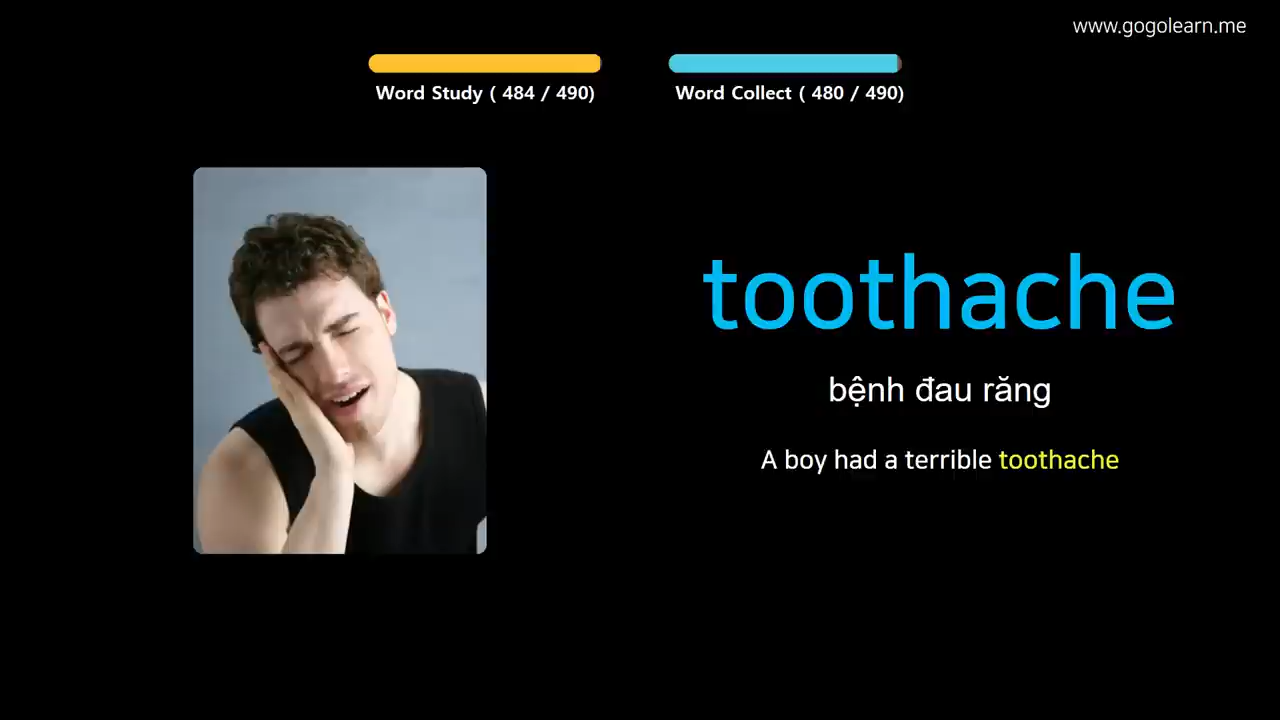 www.gogolearn.me
Word Study ( 484 / 490)
Word Collect ( 480 / 490)
toothache
bệnh đau răng
A boy had a terrible toothache